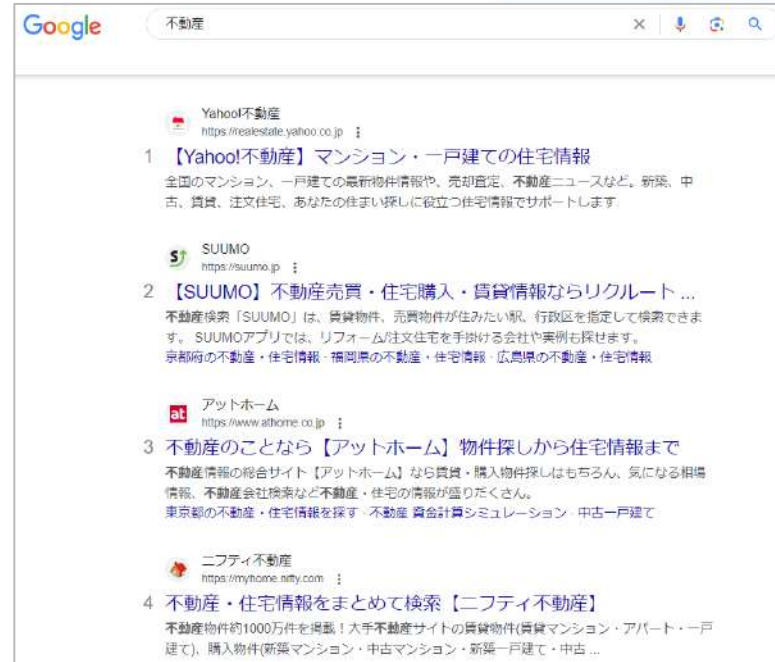 Google
不動産
Yahoo!不動産
https://realestate.yahoo.co.jp
1 【Yahoo!不動産】マンション・一戸建ての住宅情報
全国のマンション、一戸建ての最新物件情報や、売却査定、不動産ニュースなど。新築、中
古、賃貸、注文住宅、あなたの住まい探しに役立つ住宅情報でサポートします.
SUUMO
https://suumo.jp
2 【SUUMO】不動産売買・住宅購入・賃貸情報ならリクルート ...
不動産検索「SUUMO」は、賃貸物件、売買物件が住みたい駅、行政区を指定して検索できま
す。 SUUMOアプリでは、リフォーム/注文住宅を手掛ける会社や実例も探せます。
京都府の不動産・住宅情報 · 福岡県の不動産・住宅情報 · 広島県の不動産・住宅情報
at アットホーム
https://www.athome.co.jp
3 不動産のことなら【アットホーム】物件探しから住宅情報まで
不動産情報の総合サイト【アットホーム】なら賃貸・購入物件探しはもちろん、気になる相場
情報、不動産会社検索など不動産・住宅の情報が盛りだくさん。
東京都の不動産・住宅情報を探す · 不動産 資金計算シミュレーション · 中古一戸建て
ニフティ不動産
https://myhome.nifty.com
4 不動産・住宅情報をまとめて検索【ニフティ不動産】
不動産物件約1000万件を掲載！大手不動産サイトの賃貸物件(賃貸マンション・アパート・一戸
建て)、購入物件(新築マンション・中古マンション・新築一戸建て・中古 ...